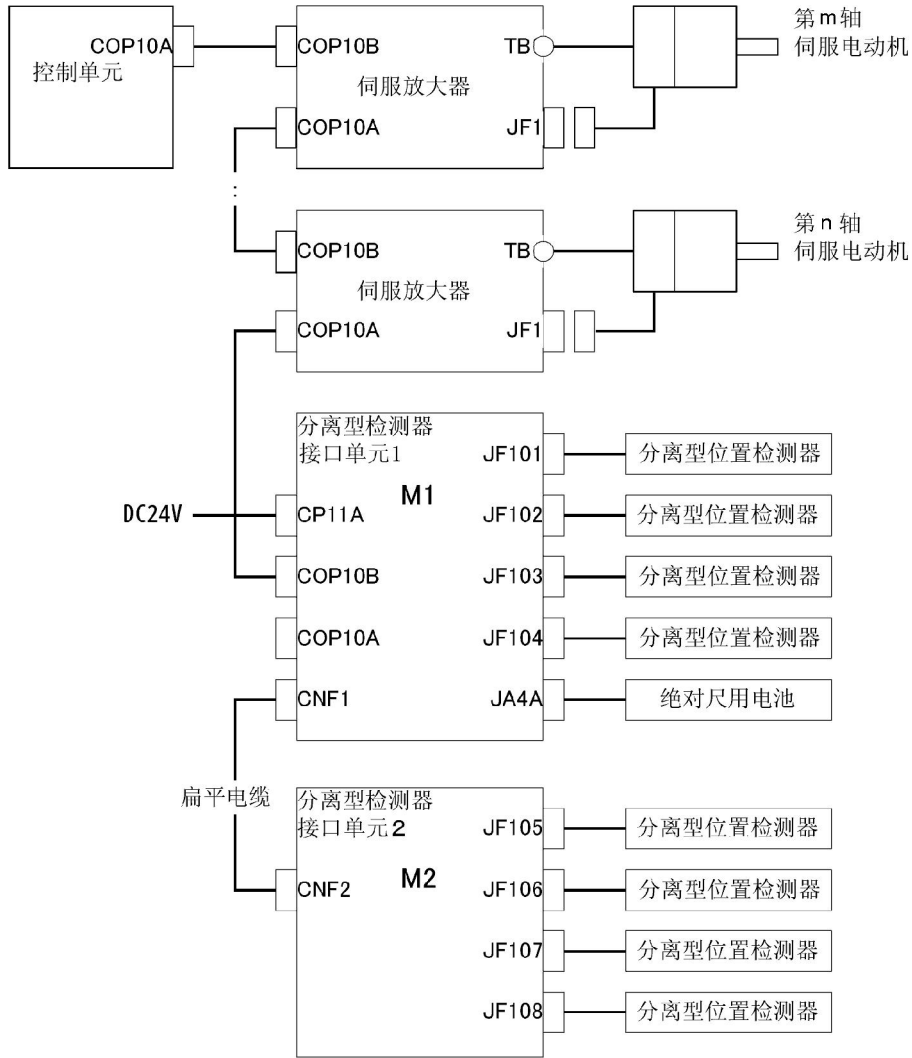 COP10A
控制单元
COP10B
TB
伺服放大器
COP10A
JF1
第m轴
伺服电动机
COP10B
TB
伺服放大器
COP10A
JF1
第n轴
伺服电动机
分离型检测器
接口单元1
M1
DC24V
CP11A
COP10B
COP10A
CNF1
JF101
分离型位置检测器
JF102
分离型位置检测器
JF103
分离型位置检测器
JF104
分离型位置检测器
JA4A
绝对尺用电池
扁平电缆
分离型检测器
接口单元2
M2
CNF2
JF105
分离型位置检测器
JF106
分离型位置检测器
JF107
分离型位置检测器
JF108
分离型位置检测器